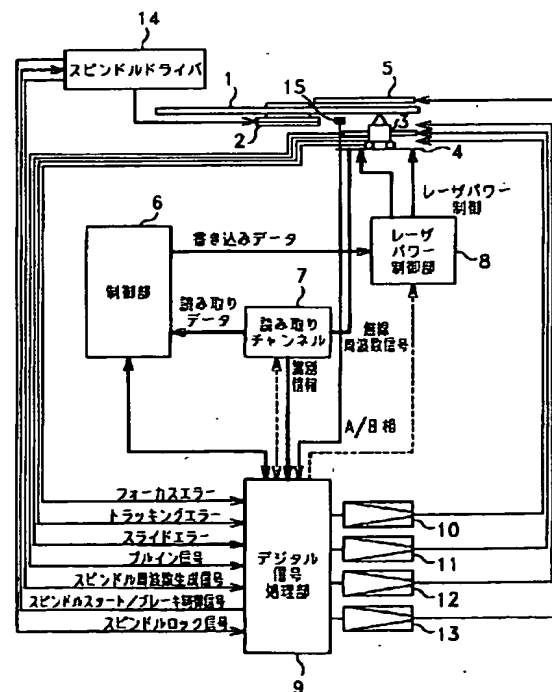 14
スピンドルドライバ
1
15
5
2
3
4
6
制御部
書き込みデータ
レーザパワー
制御
レーザ
パワー
制御部
8
読み取り
データ
7
読み取り
チャンネル
識別
情報
無線
周波数信号
A/B相
フォーカスエラー
トラッキングエラー
スライドエラー
プルイン信号
スピンドル周波数生成信号
スピンドルスタート/ブレーキ制御信号
スピンドルロック信号
デジタル
信号
処理部
9
10
11
12
13